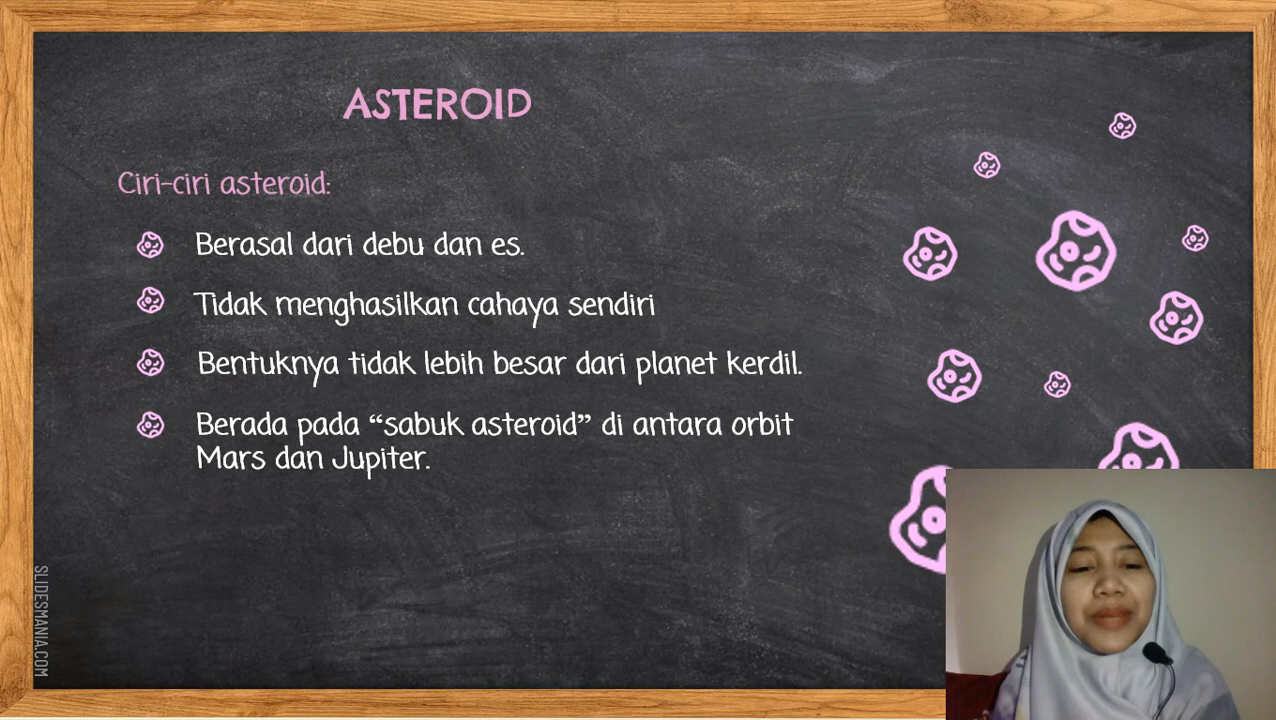 ASTEROID
Ciri-ciri asteroid:
Berasal dari debu dan es.
Tidak menghasilkan cahaya sendiri
Bentuknya tidak lebih besar dari planet kerdil.
Berada pada “sabuk asteroid” di antara orbit
Mars dan Jupiter.
SLIDESMANIA.COM